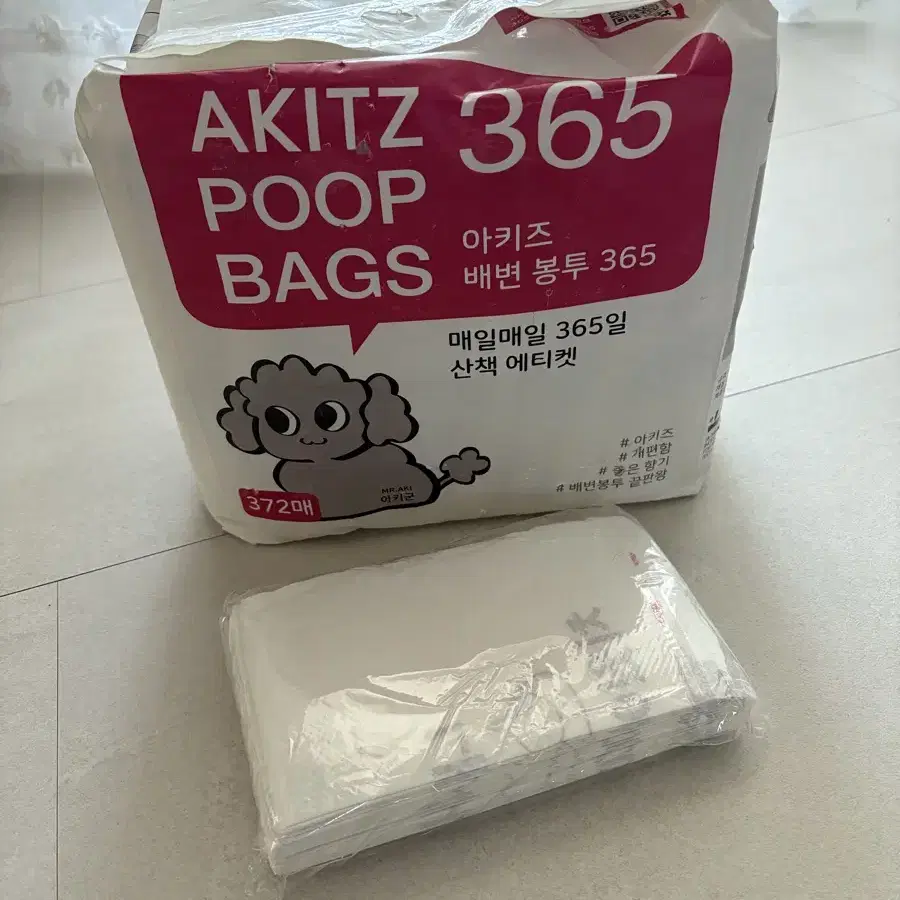 AKITZ
POOP
BAGS
365
아키즈
배변 봉투 365
매일매일 365일
산책 에티켓
# 아키즈
# 개편함
# 좋은 향기
# 배변봉투 끝판왕
MR.AKI
아키군
372매